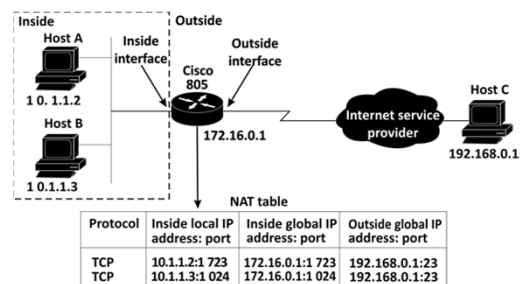 Inside
Outside
Host A
Inside
interface
Outside
interface
Cisco
805
1 0. 1.1.2
Host B
1 0.1.1.3
172.16.0.1
Internet service
provider
Host C
192.168.0.1
NAT table
Protocol
Inside local IP
address: port
Inside global IP
address: port
Outside global IP
address: port
TCP 10.1.1.2:1 723 172.16.0.1:1 723 192.168.0.1:23
TCP 10.1.1.3:1 024 172.16.0.1:1 024 192.168.0.1:23